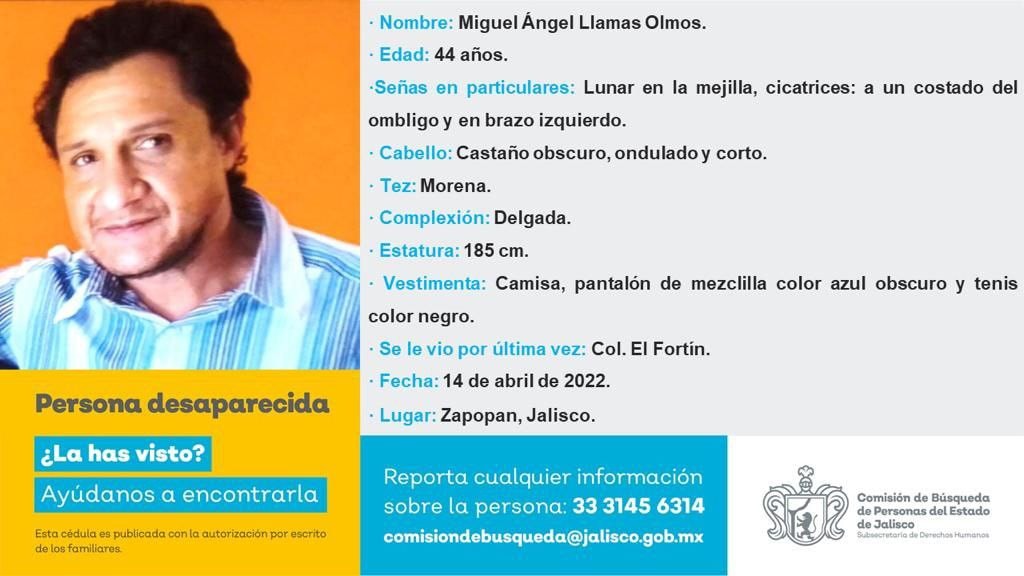 · Nombre: Miguel Ángel Llamas Olmos.
· Edad: 44 años.
·Señas en particulares: Lunar en la mejilla, cicatrices: a un costado del
ombligo y en brazo izquierdo.
· Cabello: Castaño obscuro, ondulado y corto.
· Tez: Morena.
· Complexión: Delgada.
· Estatura: 185 cm.
· Vestimenta: Camisa, pantalón de mezclilla color azul obscuro y tenis
color negro.
· Se le vio por última vez: Col. El Fortín.
· Fecha: 14 de abril de 2022.
· Lugar: Zapopan, Jalisco.
Persona desaparecida
¿La has visto?
Ayúdanos a encontrarla
Esta cédula es publicada con la autorización por escrito
de los familiares.
Reporta cualquier información
sobre la persona: 33 3145 6314
comisiondebusqueda@jalisco.gob.mx
Comisión de Búsqueda
de Personas del Estado
de Jalisco
Subsecretaría de Derechos Humanos